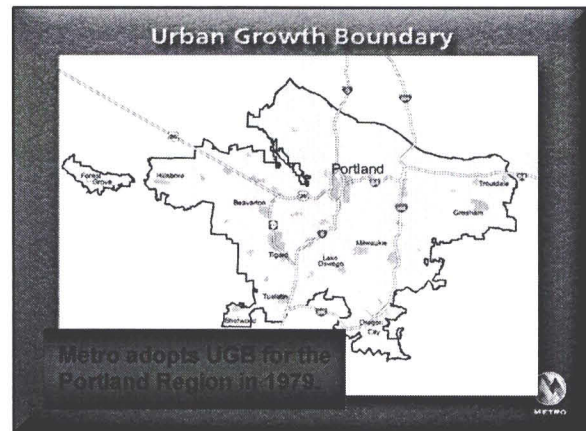 Urban Growth Boundary
Portland
Forest
Grove
Hillsboro
Beaverton
Troutdale
Gresham
Tigard
Lake
Oswego
Milwaukie
Tualatin
Sherwood
Oregon
City
Metro adopts UGB for the
Portland Region in 1979.
METRO